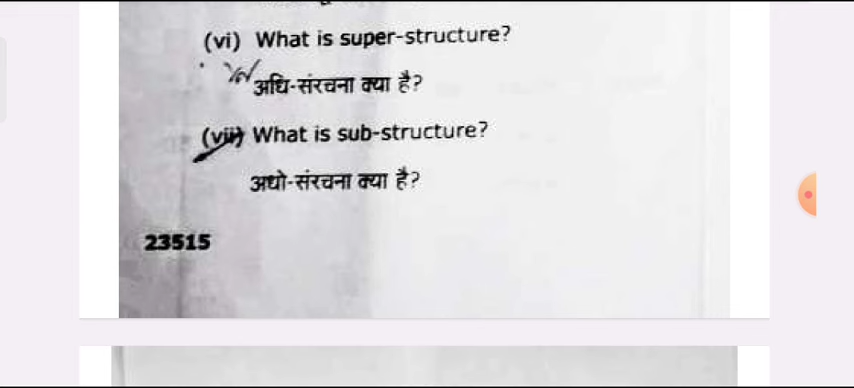 (vi) What is super-structure?
अधि-संरचना क्या है?
(vii) What is sub-structure?
अधो-संरचना क्या है?
23515